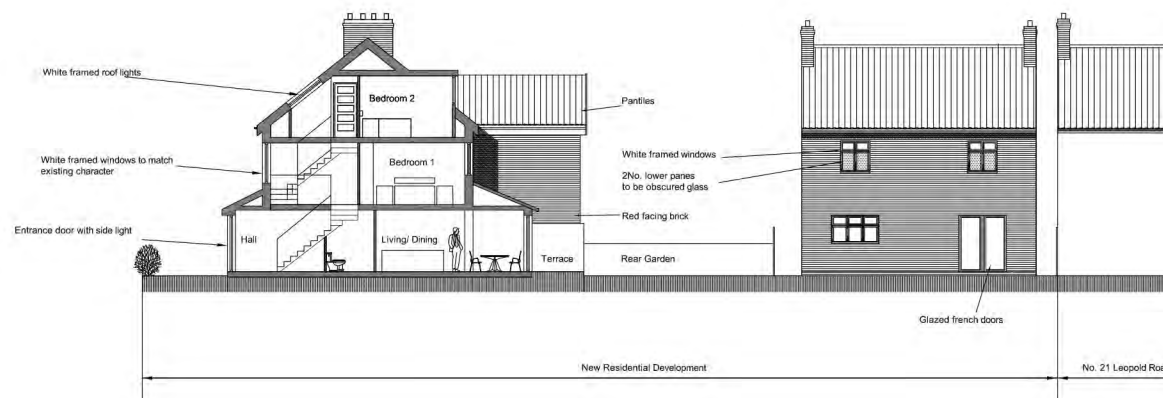 White framed roof lights
Bedroom 2
Pantiles
White framed windows to match
existing character
Bedroom 1
White framed windows
2No. lower panes
to be obscured glass
Red facing brick
Entrance door with side light
Hall
Living/ Dining
Terrace
Rear Garden
Glazed french doors
New Residential Development
No. 21 Leopold Roa